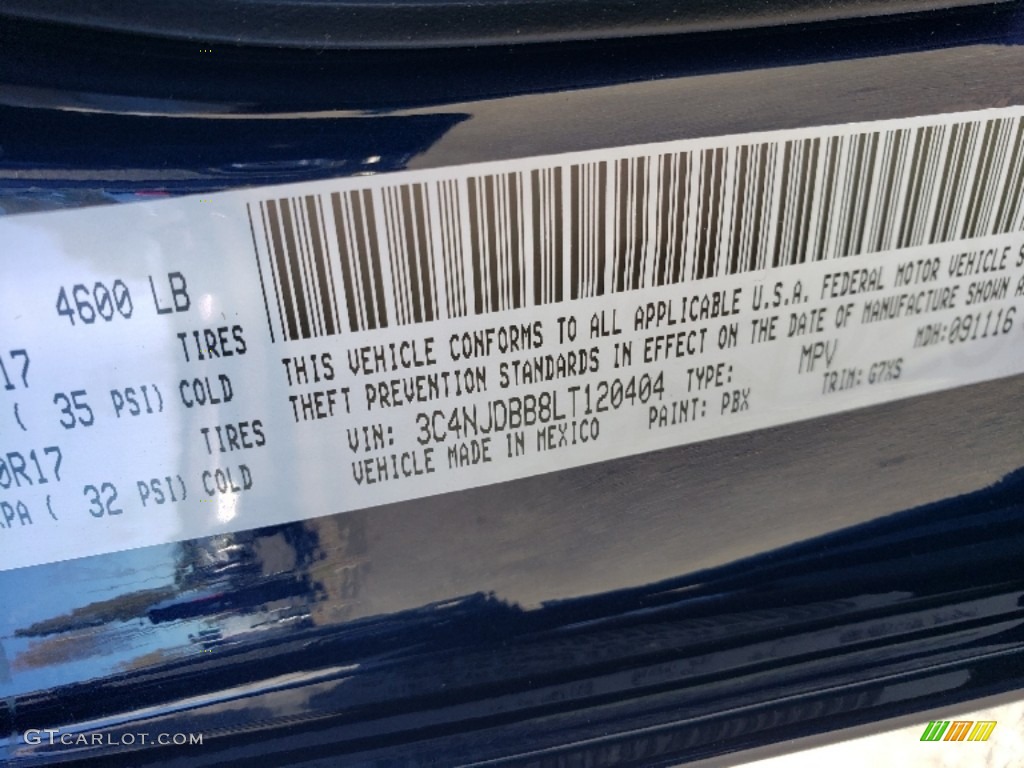 4600 LB
17 TIRES
( 35 PSI) COLD
0R17 TIRES
KPA ( 32 PSI) COLD
THIS VEHICLE CONFORMS TO ALL APPLICABLE U.S.A. FEDERAL MOTOR VEHICLE S
THEFT PREVENTION STANDARDS IN EFFECT ON THE DATE OF MANUFACTURE SHOWN A
VIN: 3C4NJDBB8LT120404 TYPE: MPV MDH:091116
VEHICLE MADE IN MEXICO PAINT: PBX TRIM: G7XS
GTCARLOT.COM